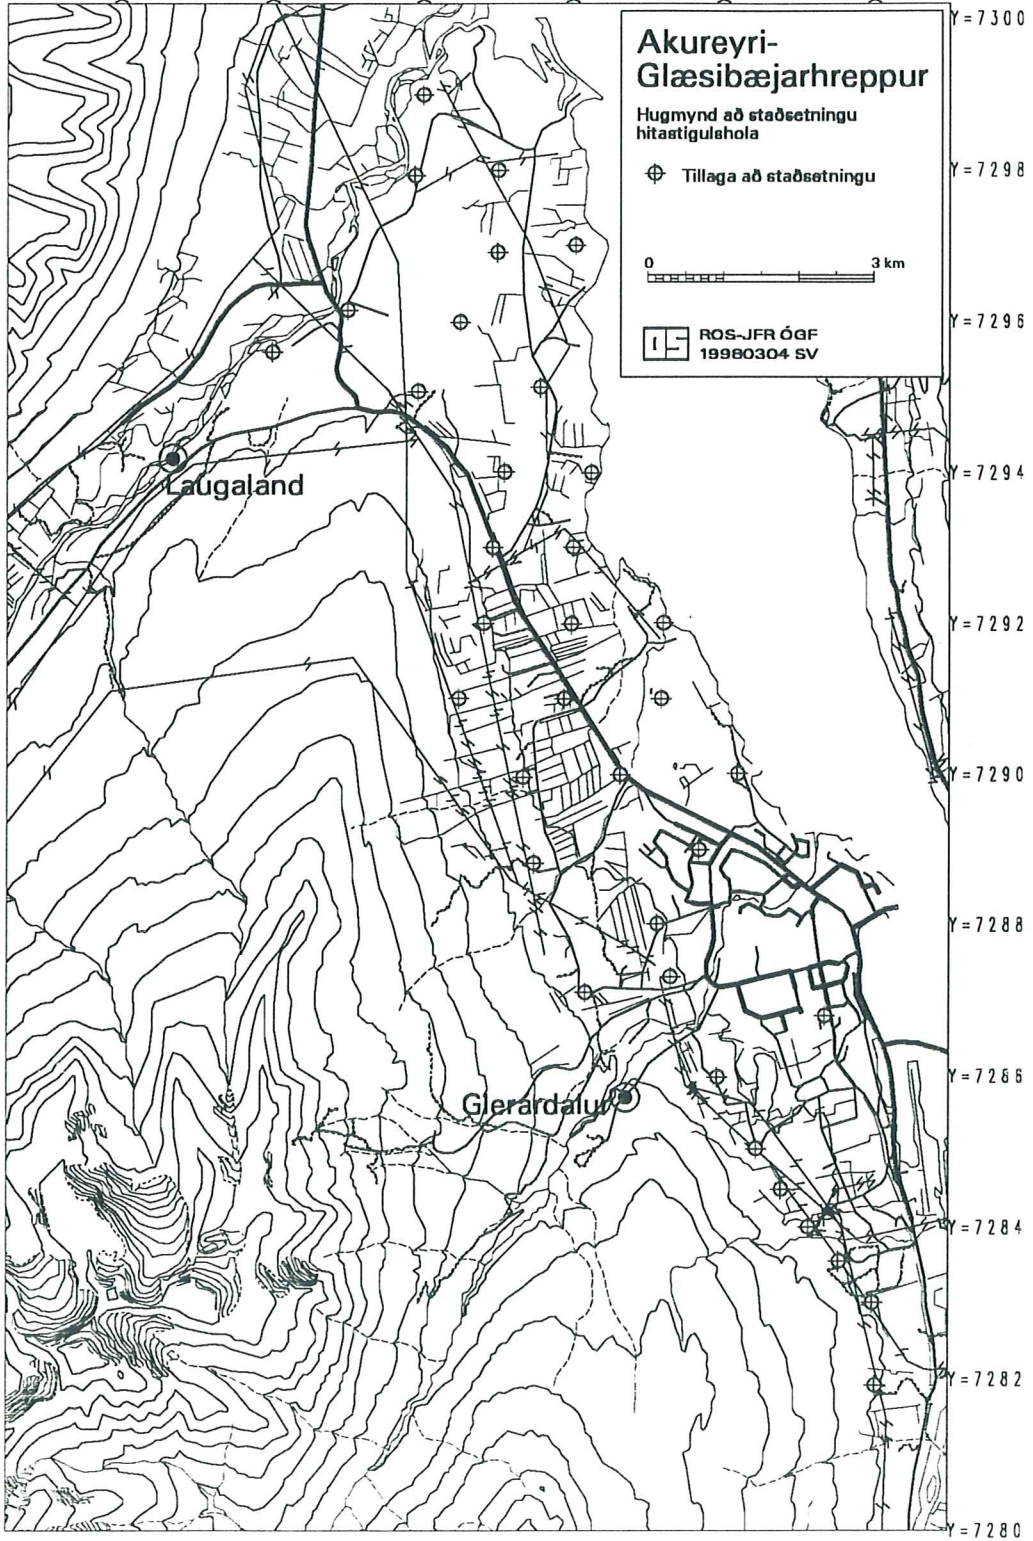 Akureyri-
Glæsibæjarhreppur
Hugmynd að staðsetningu
hitastigulshola
Tillaga að staðsetningu
0 3 km
ROS-JFR ÓGF
19980304 SV
Y=7300
Y=7298
Y=7296
Y=7294
Y=7292
Y=7290
Y=7288
Y=7286
Y=7284
Y=7282
Y=7280
Laugaland
Glerárdalur